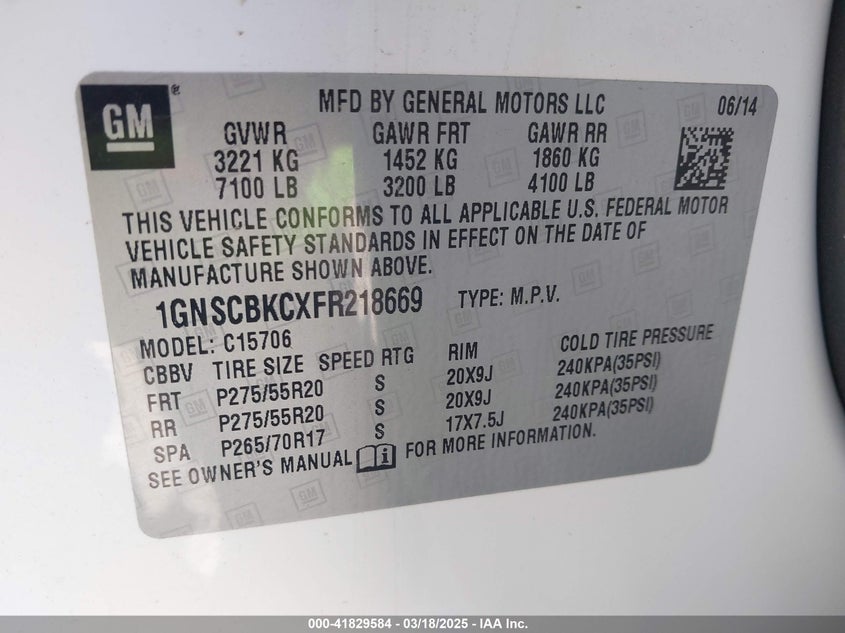 GM®
MFD BY GENERAL MOTORS LLC 06/14
GVWR GAWR FRT GAWR RR
3221 KG 1452 KG 1860 KG
7100 LB 3200 LB 4100 LB
THIS VEHICLE CONFORMS TO ALL APPLICABLE U.S. FEDERAL MOTOR
VEHICLE SAFETY STANDARDS IN EFFECT ON THE DATE OF
MANUFACTURE SHOWN ABOVE.
1GNSCBKCXFR218669 TYPE: M.P.V.
MODEL: C15706
CBBV TIRE SIZE SPEED RTG RIM COLD TIRE PRESSURE
FRT P275/55R20 S 20X9J 240KPA(35PSI)
RR P275/55R20 S 20X9J 240KPA(35PSI)
SPA P265/70R17 S 17X7.5J 240KPA(35PSI)
SEE OWNER'S MANUAL FOR MORE INFORMATION.
000-41829584 - 03/18/2025 - IAA Inc.